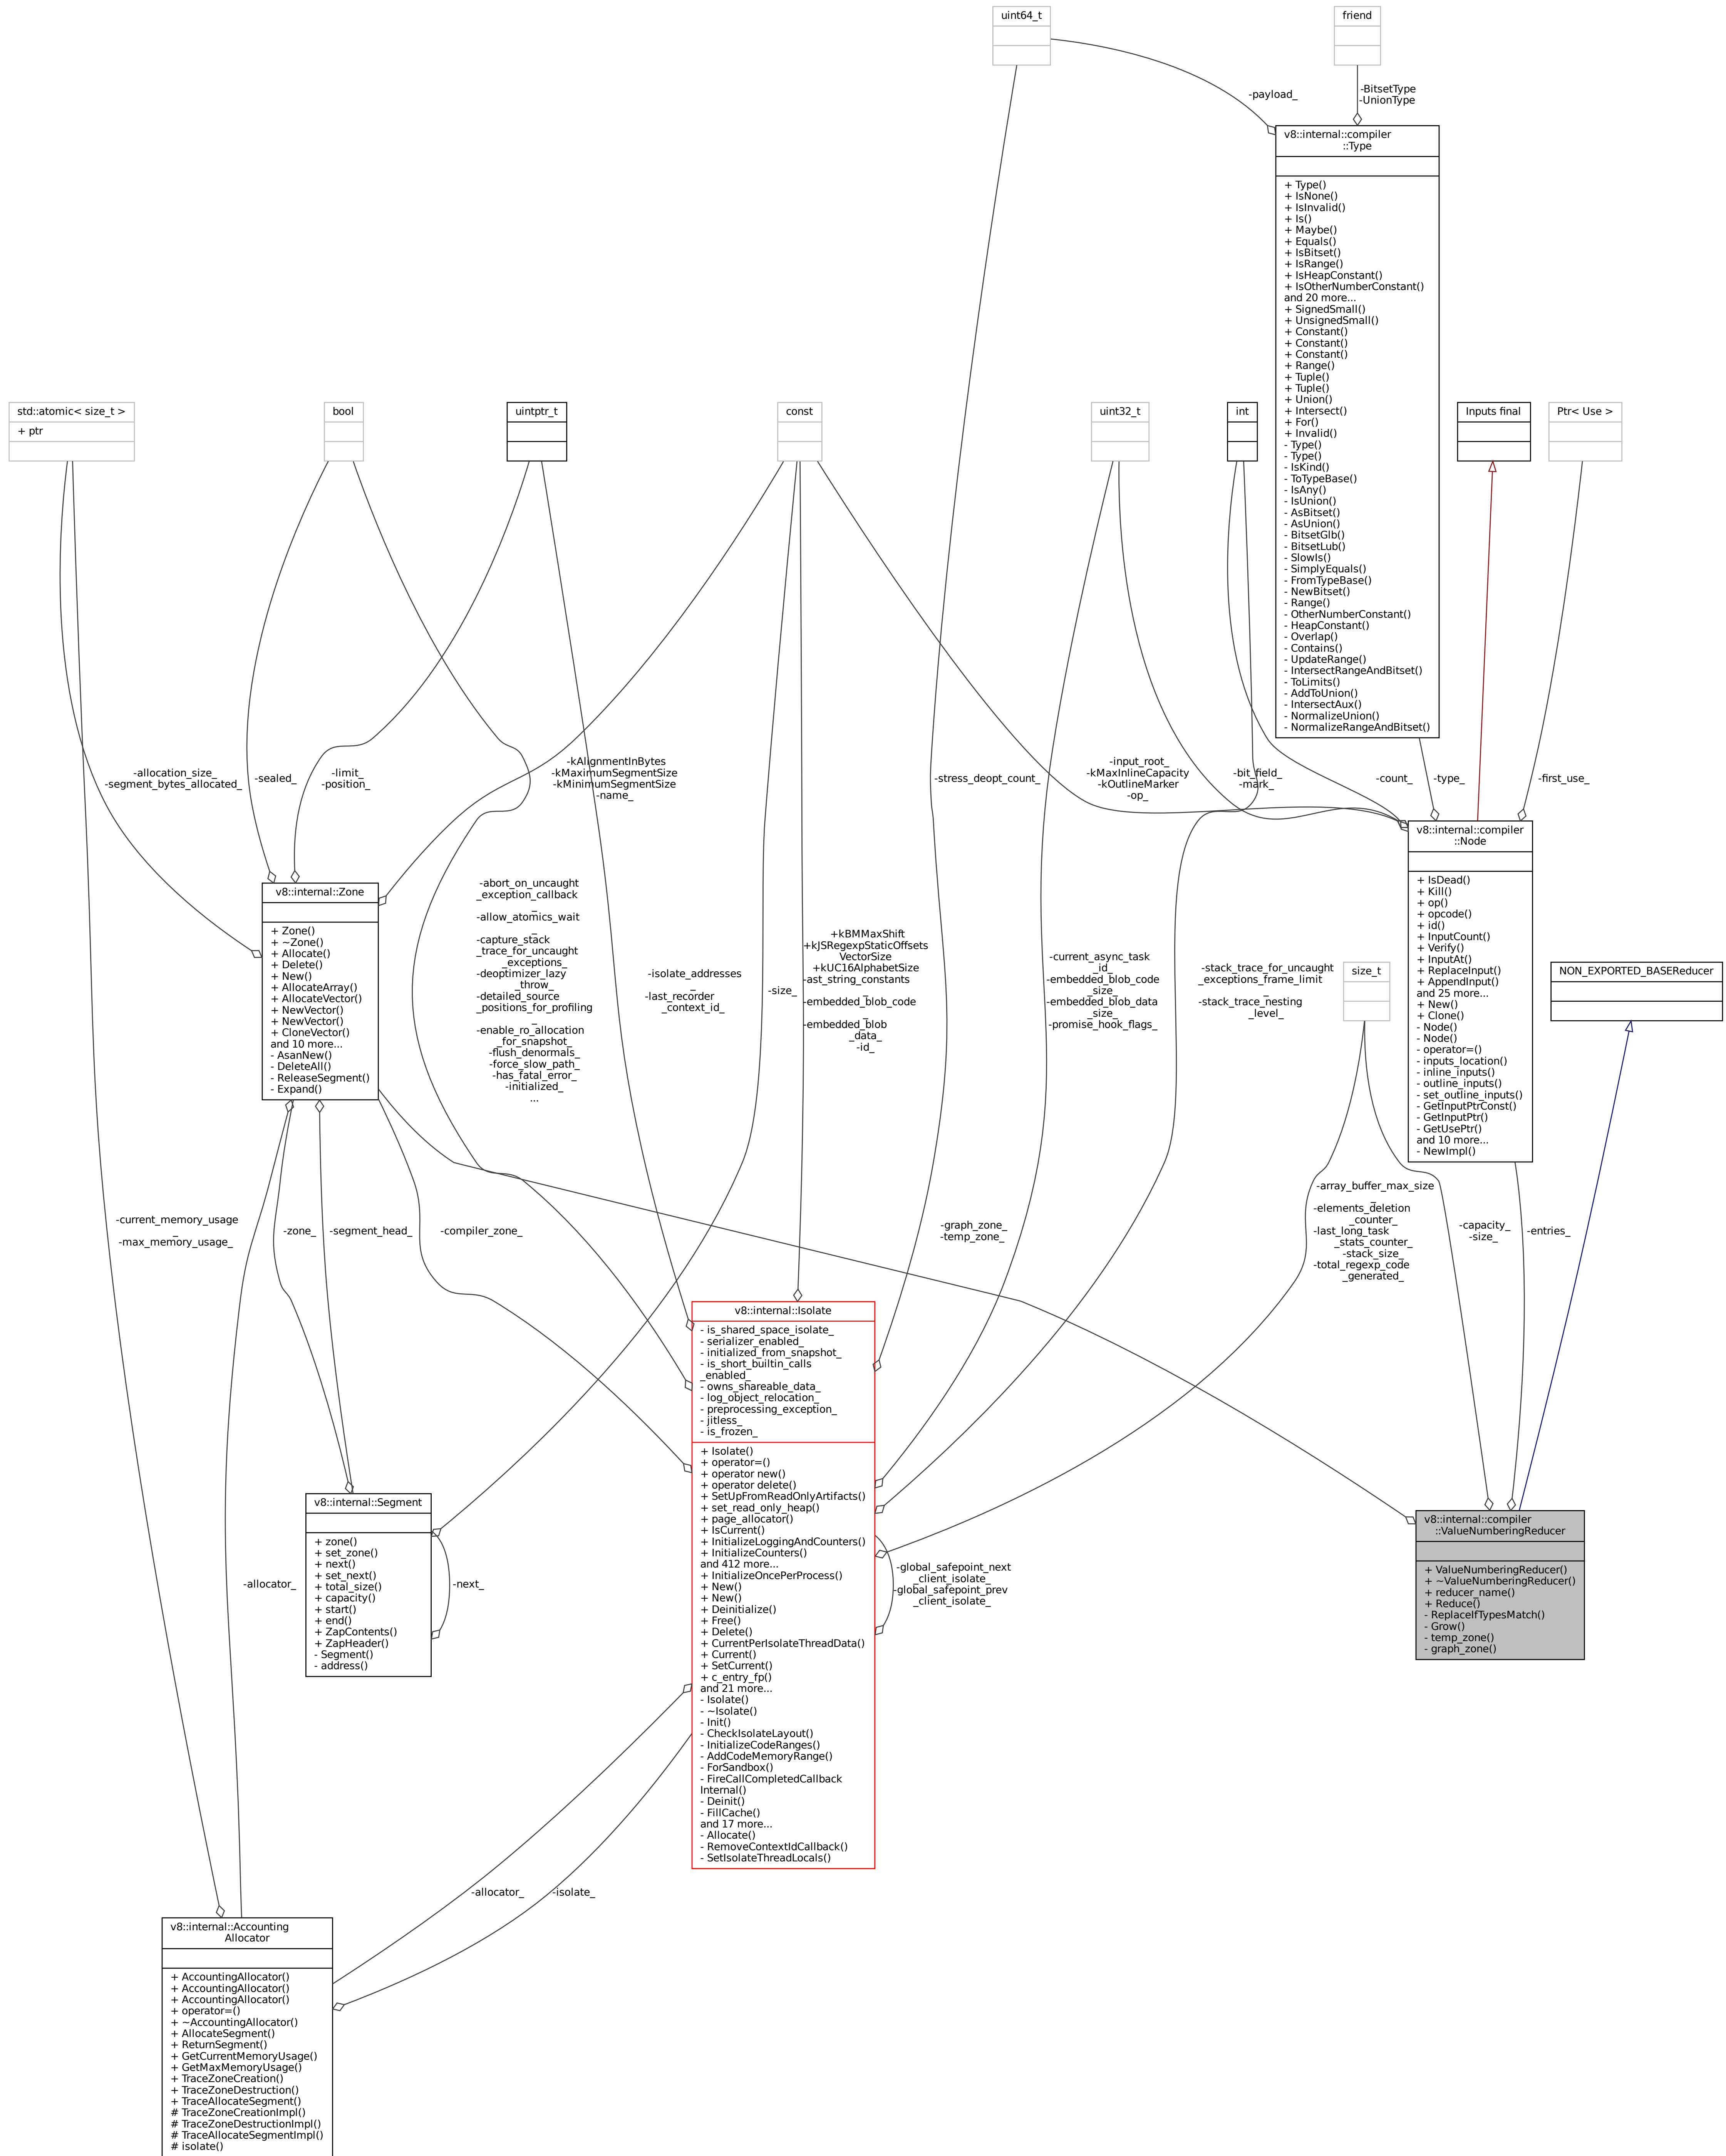 uint64_t
friend
-payload_
-BitsetType
-UnionType
v8::internal::compiler
::Type
+ Type()
+ IsNone()
+ IsInvalid()
+ Is()
+ Maybe()
+ Equals()
+ IsBitset()
+ IsRange()
+ IsHeapConstant()
+ IsOtherNumberConstant()
and 20 more...
+ SignedSmall()
+ UnsignedSmall()
+ Constant()
+ Constant()
+ Constant()
+ Range()
+ Tuple()
+ Tuple()
+ Union()
+ Intersect()
+ For()
+ Invalid()
- Type()
- Type()
- IsKind()
- ToTypeBase()
- IsAny()
- IsUnion()
- AsBitset()
- AsUnion()
- BitsetGlb()
- BitsetLub()
- SlowIs()
- SimplyEquals()
- FromTypeBase()
- NewBitset()
- Range()
- OtherNumberConstant()
- HeapConstant()
- Overlap()
- Contains()
- UpdateRange()
- IntersectRangeAndBitset()
- ToLimits()
- AddToUnion()
- IntersectAux()
- NormalizeUnion()
- NormalizeRangeAndBitset()
std::atomic< size_t >
+ ptr
bool
uintptr_t
const
uint32_t
int
Inputs final
Ptr< Use >
-allocation_size_
-segment_bytes_allocated_
-sealed_
-limit_
-position_
-kAlignmentInBytes
-kMaximumSegmentSize
-kMinimumSegmentSize
-name_
-stress_deopt_count_
-input_root_
-kMaxInlineCapacity
-kOutlineMarker
-op_
-bit_field_
-mark_
-count_
-type_
-first_use_
v8::internal::Zone
+ Zone()
+ ~Zone()
+ Allocate()
+ Delete()
+ New()
+ AllocateArray()
+ AllocateVector()
+ NewVector()
+ NewVector()
+ CloneVector()
and 10 more...
- AsanNew()
- DeleteAll()
- ReleaseSegment()
- Expand()
-abort_on_uncaught
_exception_callback
_
-allow_atomics_wait
_
-capture_stack
_trace_for_uncaught
_exceptions_
-deoptimizer_lazy
_throw_
-detailed_source
_positions_for_profiling
_
-enable_ro_allocation
_for_snapshot_
-flush_denormals_
-force_slow_path_
-has_fatal_error_
-initialized_
...
-isolate_addresses
_
-last_recorder
_context_id_
-size_
+kBMMaxShift
+kJSRegexpStaticOffsets
VectorSize
+kUC16AlphabetSize
-ast_string_constants
_
-embedded_blob_code
_
-embedded_blob
_data_
-id_
-current_async_task
_id_
-embedded_blob_code
_size_
-embedded_blob_data
_size_
-promise_hook_flags_
-stack_trace_for_uncaught
_exceptions_frame_limit
_
-stack_trace_nesting
_level_
size_t
v8::internal::compiler
::Node
+ IsDead()
+ Kill()
+ op()
+ opcode()
+ id()
+ InputCount()
+ Verify()
+ InputAt()
+ ReplaceInput()
+ AppendInput()
and 25 more...
+ New()
+ Clone()
- Node()
- Node()
- operator=()
- inputs_location()
- inline_inputs()
- outline_inputs()
- set_outline_inputs()
- GetInputPtrConst()
- GetInputPtr()
- GetUsePtr()
and 10 more...
- NewImpl()
NON_EXPORTED_BASEReducer
-current_memory_usage
_
-max_memory_usage_
-zone_
-segment_head_
-compiler_zone_
-graph_zone_
-temp_zone_
-array_buffer_max_size
_
-elements_deletion
_counter_
-last_long_task
_stats_counter_
-stack_size_
-total_regexp_code
_generated_
-capacity_
-size_
-entries_
v8::internal::Isolate
- is_shared_space_isolate_
- serializer_enabled_
- initialized_from_snapshot_
- is_short_builtin_calls
_enabled_
- owns_shareable_data_
- log_object_relocation_
- preprocessing_exception_
- jitless_
- is_frozen_
+ Isolate()
+ operator=()
+ operator new()
+ operator delete()
+ SetUpFromReadOnlyArtifacts()
+ set_read_only_heap()
+ page_allocator()
+ IsCurrent()
+ InitializeLoggingAndCounters()
+ InitializeCounters()
and 412 more...
+ InitializeOncePerProcess()
+ New()
+ New()
+ Deinitialize()
+ Free()
+ Delete()
+ CurrentPerIsolateThreadData()
+ Current()
+ SetCurrent()
+ c_entry_fp()
and 21 more...
- Isolate()
- ~Isolate()
- Init()
- CheckIsolateLayout()
- InitializeCodeRanges()
- AddCodeMemoryRange()
- ForSandbox()
- FireCallCompletedCallback
Internal()
- Deinit()
- FillCache()
and 17 more...
- Allocate()
- RemoveContextIdCallback()
- SetIsolateThreadLocals()
v8::internal::Segment
+ zone()
+ set_zone()
+ next()
+ set_next()
+ total_size()
+ capacity()
+ start()
+ end()
+ ZapContents()
+ ZapHeader()
- Segment()
- address()
-next_
-allocator_
-global_safepoint_next
_client_isolate_
-global_safepoint_prev
_client_isolate_
v8::internal::compiler
::ValueNumberingReducer
+ ValueNumberingReducer()
+ ~ValueNumberingReducer()
+ reducer_name()
+ Reduce()
- ReplaceIfTypesMatch()
- Grow()
- temp_zone()
- graph_zone()
-allocator_
-isolate_
v8::internal::Accounting
Allocator
+ AccountingAllocator()
+ AccountingAllocator()
+ AccountingAllocator()
+ operator=()
+ ~AccountingAllocator()
+ AllocateSegment()
+ ReturnSegment()
+ GetCurrentMemoryUsage()
+ GetMaxMemoryUsage()
+ TraceZoneCreation()
+ TraceZoneDestruction()
+ TraceAllocateSegment()
# TraceZoneCreationImpl()
# TraceZoneDestructionImpl()
# TraceAllocateSegmentImpl()
# isolate()